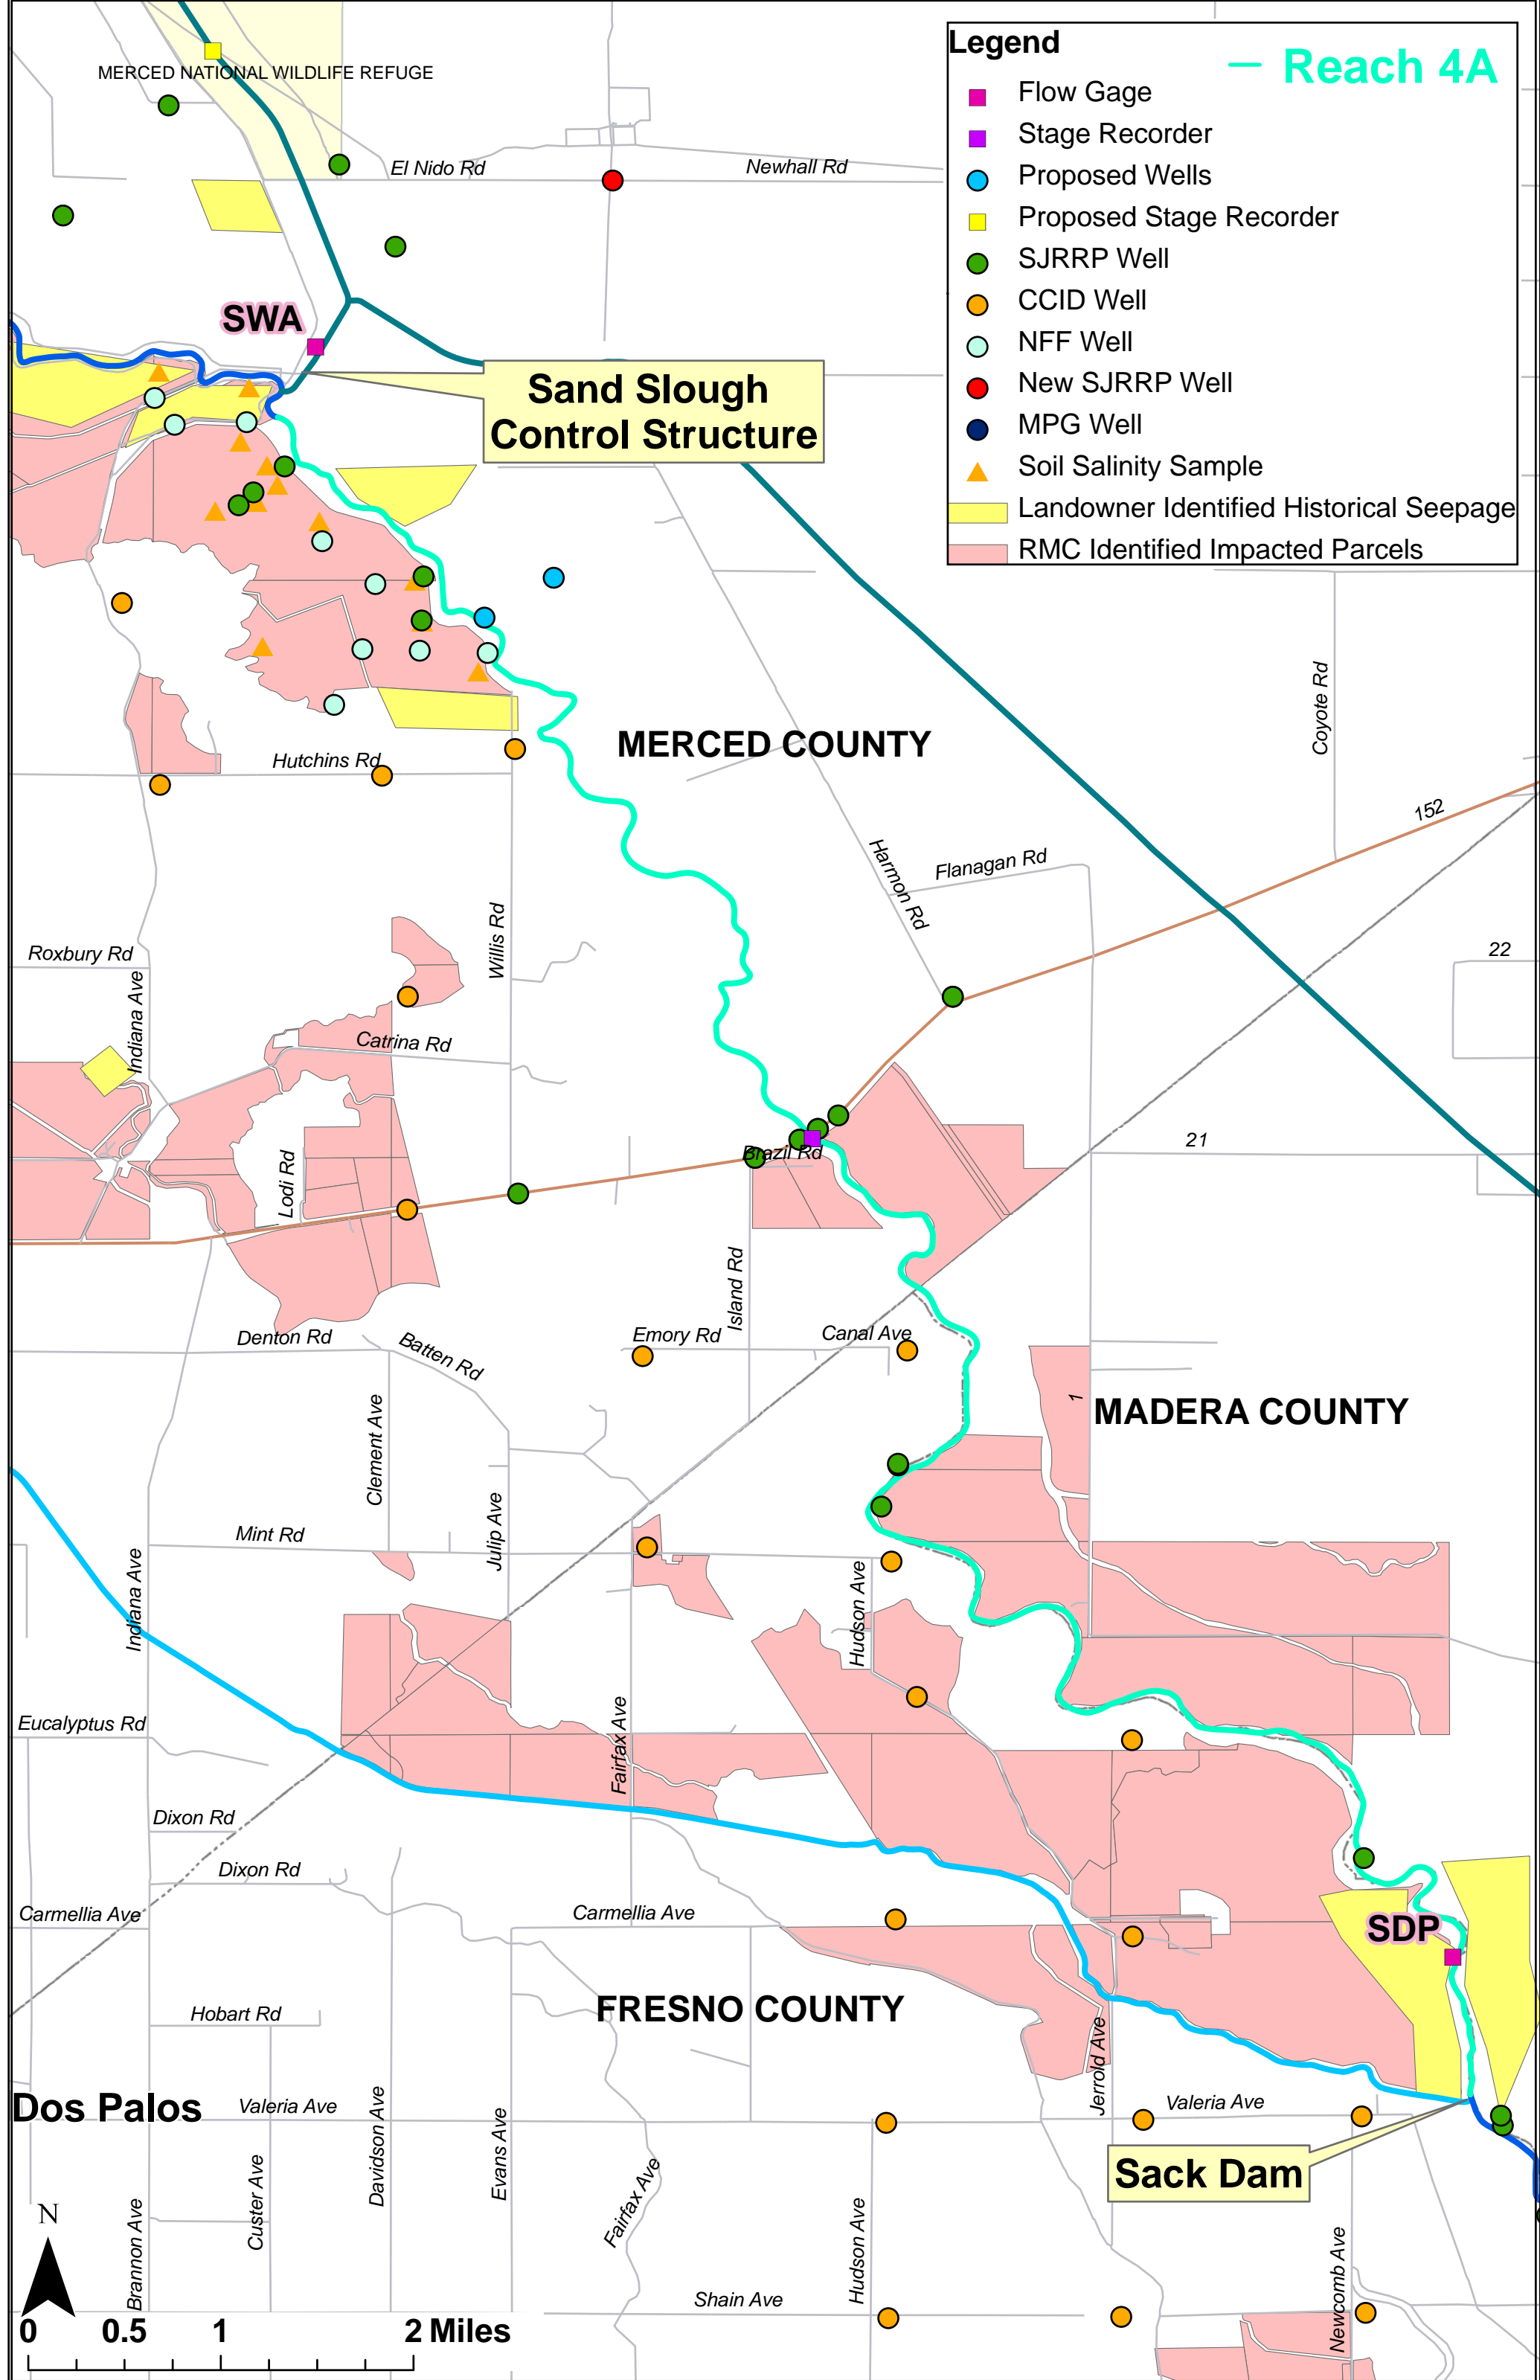 Legend
Reach 4A
Flow Gage
Stage Recorder
Proposed Wells
Proposed Stage Recorder
SJRRP Well
CCID Well
NFF Well
New SJRRP Well
MPG Well
Soil Salinity Sample
Landowner Identified Historical Seepage
RMC Identified Impacted Parcels
MERCED NATIONAL WILDLIFE REFUGE
El Nido Rd
Newhall Rd
SWA
Sand Slough
Control Structure
Coyote Rd
MERCED COUNTY
Hutchins Rd
152
Harmon Rd
Flanagan Rd
Willis Rd
Roxbury Rd
22
Indiana Ave
Catrina Rd
21
Brazil Rd
Lodi Rd
Island Rd
Denton Rd
Batten Rd
Emory Rd
Canal Ave
1
MADERA COUNTY
Clement Ave
Julip Ave
Mint Rd
Indiana Ave
Hudson Ave
Eucalyptus Rd
Fairfax Ave
Dixon Rd
Dixon Rd
Carmellia Ave
Carmellia Ave
SDP
FRESNO COUNTY
Hobart Rd
Jerrold Ave
Dos Palos
Valeria Ave
Valeria Ave
Davidson Ave
Evans Ave
Sack Dam
Custer Ave
Fairfax Ave
Brannon Ave
Hudson Ave
Newcomb Ave
Shain Ave
N
0 0.5 1 2 Miles